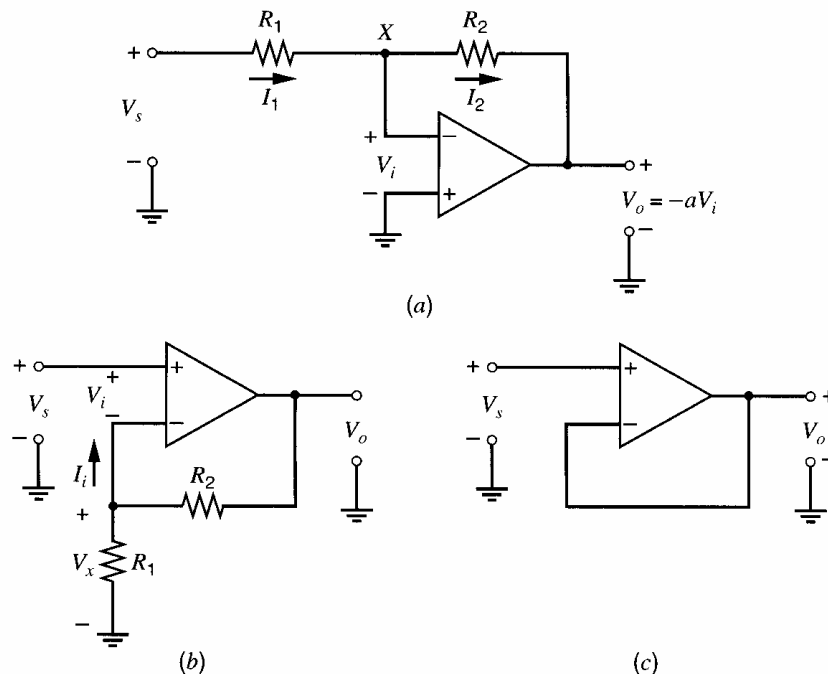 R₁ X R₂
+ I₁ I₂
Vₛ + −
− Vᵢ
− + +
Vₒ = −aVᵢ
−
(a)
+ + +
Vₛ Vᵢ − −
− Vₒ
Iᵢ R₂
+
Vₓ R₁
−
(b)
+ + +
Vₛ − Vₒ
− −
(c)